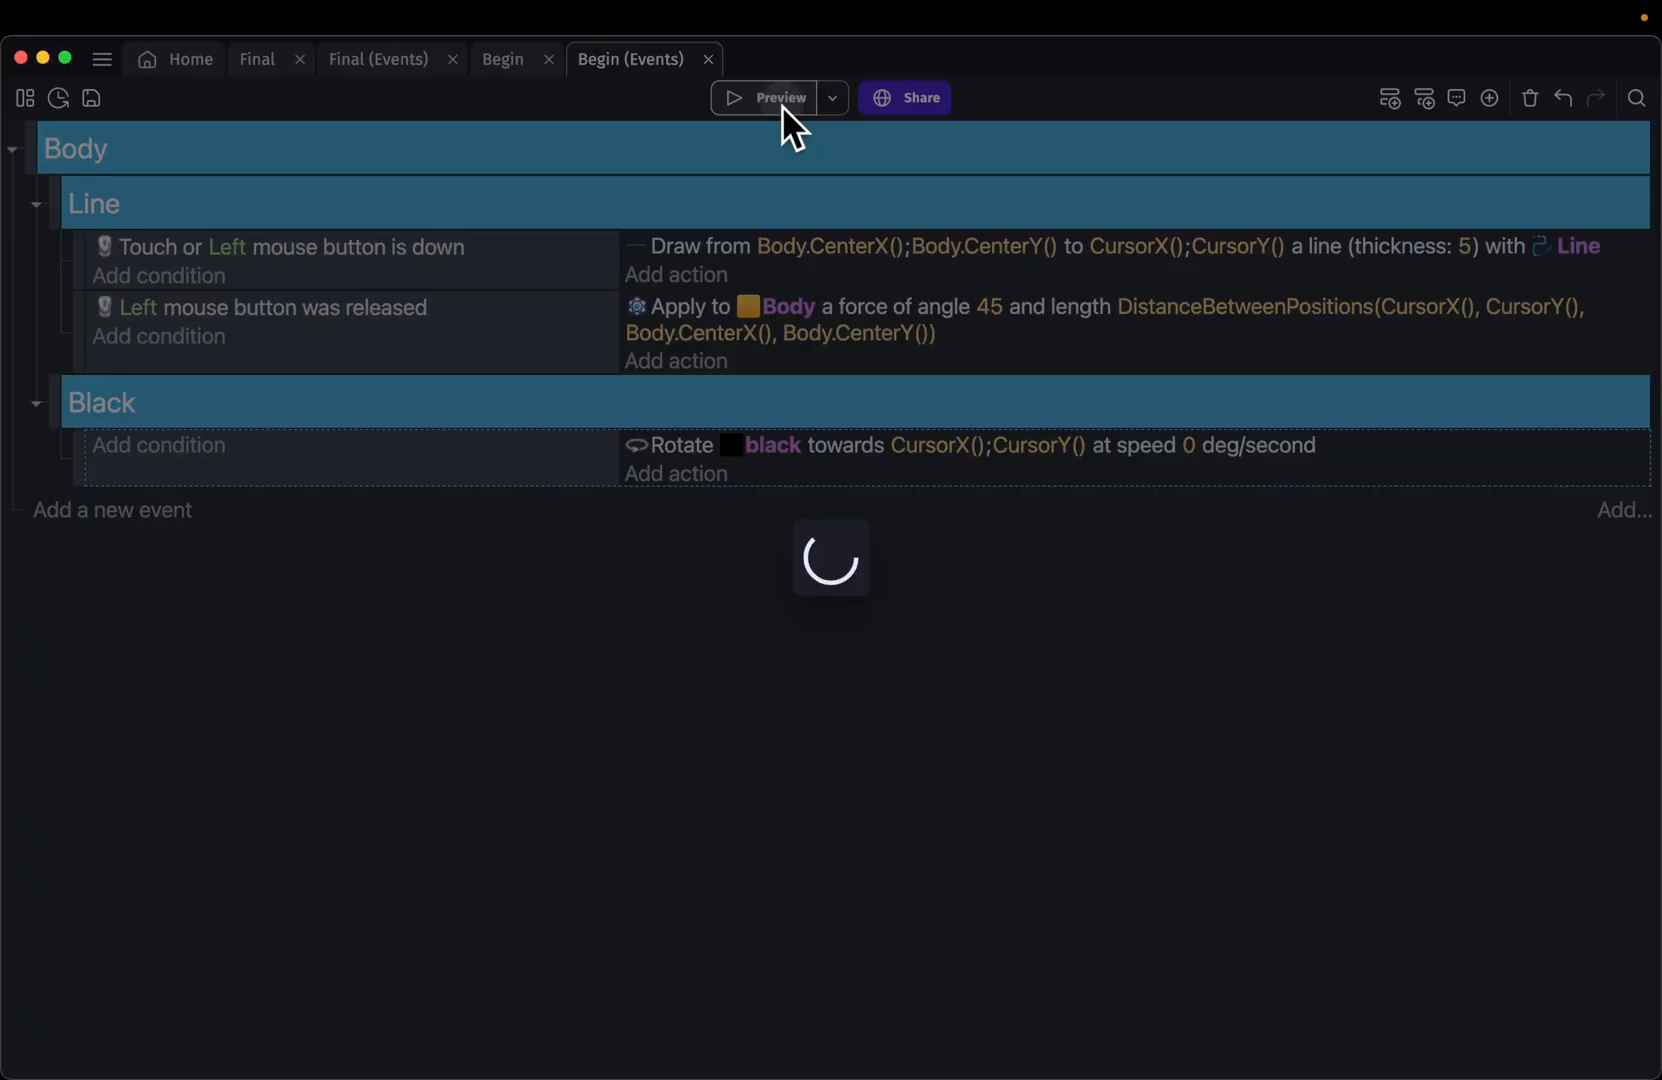 Home Final Final (Events) Begin Begin (Events)
Preview Share
Body
Line
Touch or Left mouse button is down
Add condition
Draw from Body.CenterX();Body.CenterY() to CursorX();CursorY() a line (thickness: 5) with Line
Add action
Left mouse button was released
Add condition
Apply to Body a force of angle 45 and length DistanceBetweenPositions(CursorX(), CursorY(),
Body.CenterX(), Body.CenterY())
Add action
Black
Add condition
Rotate black towards CursorX();CursorY() at speed 0 deg/second
Add action
Add a new event Add...